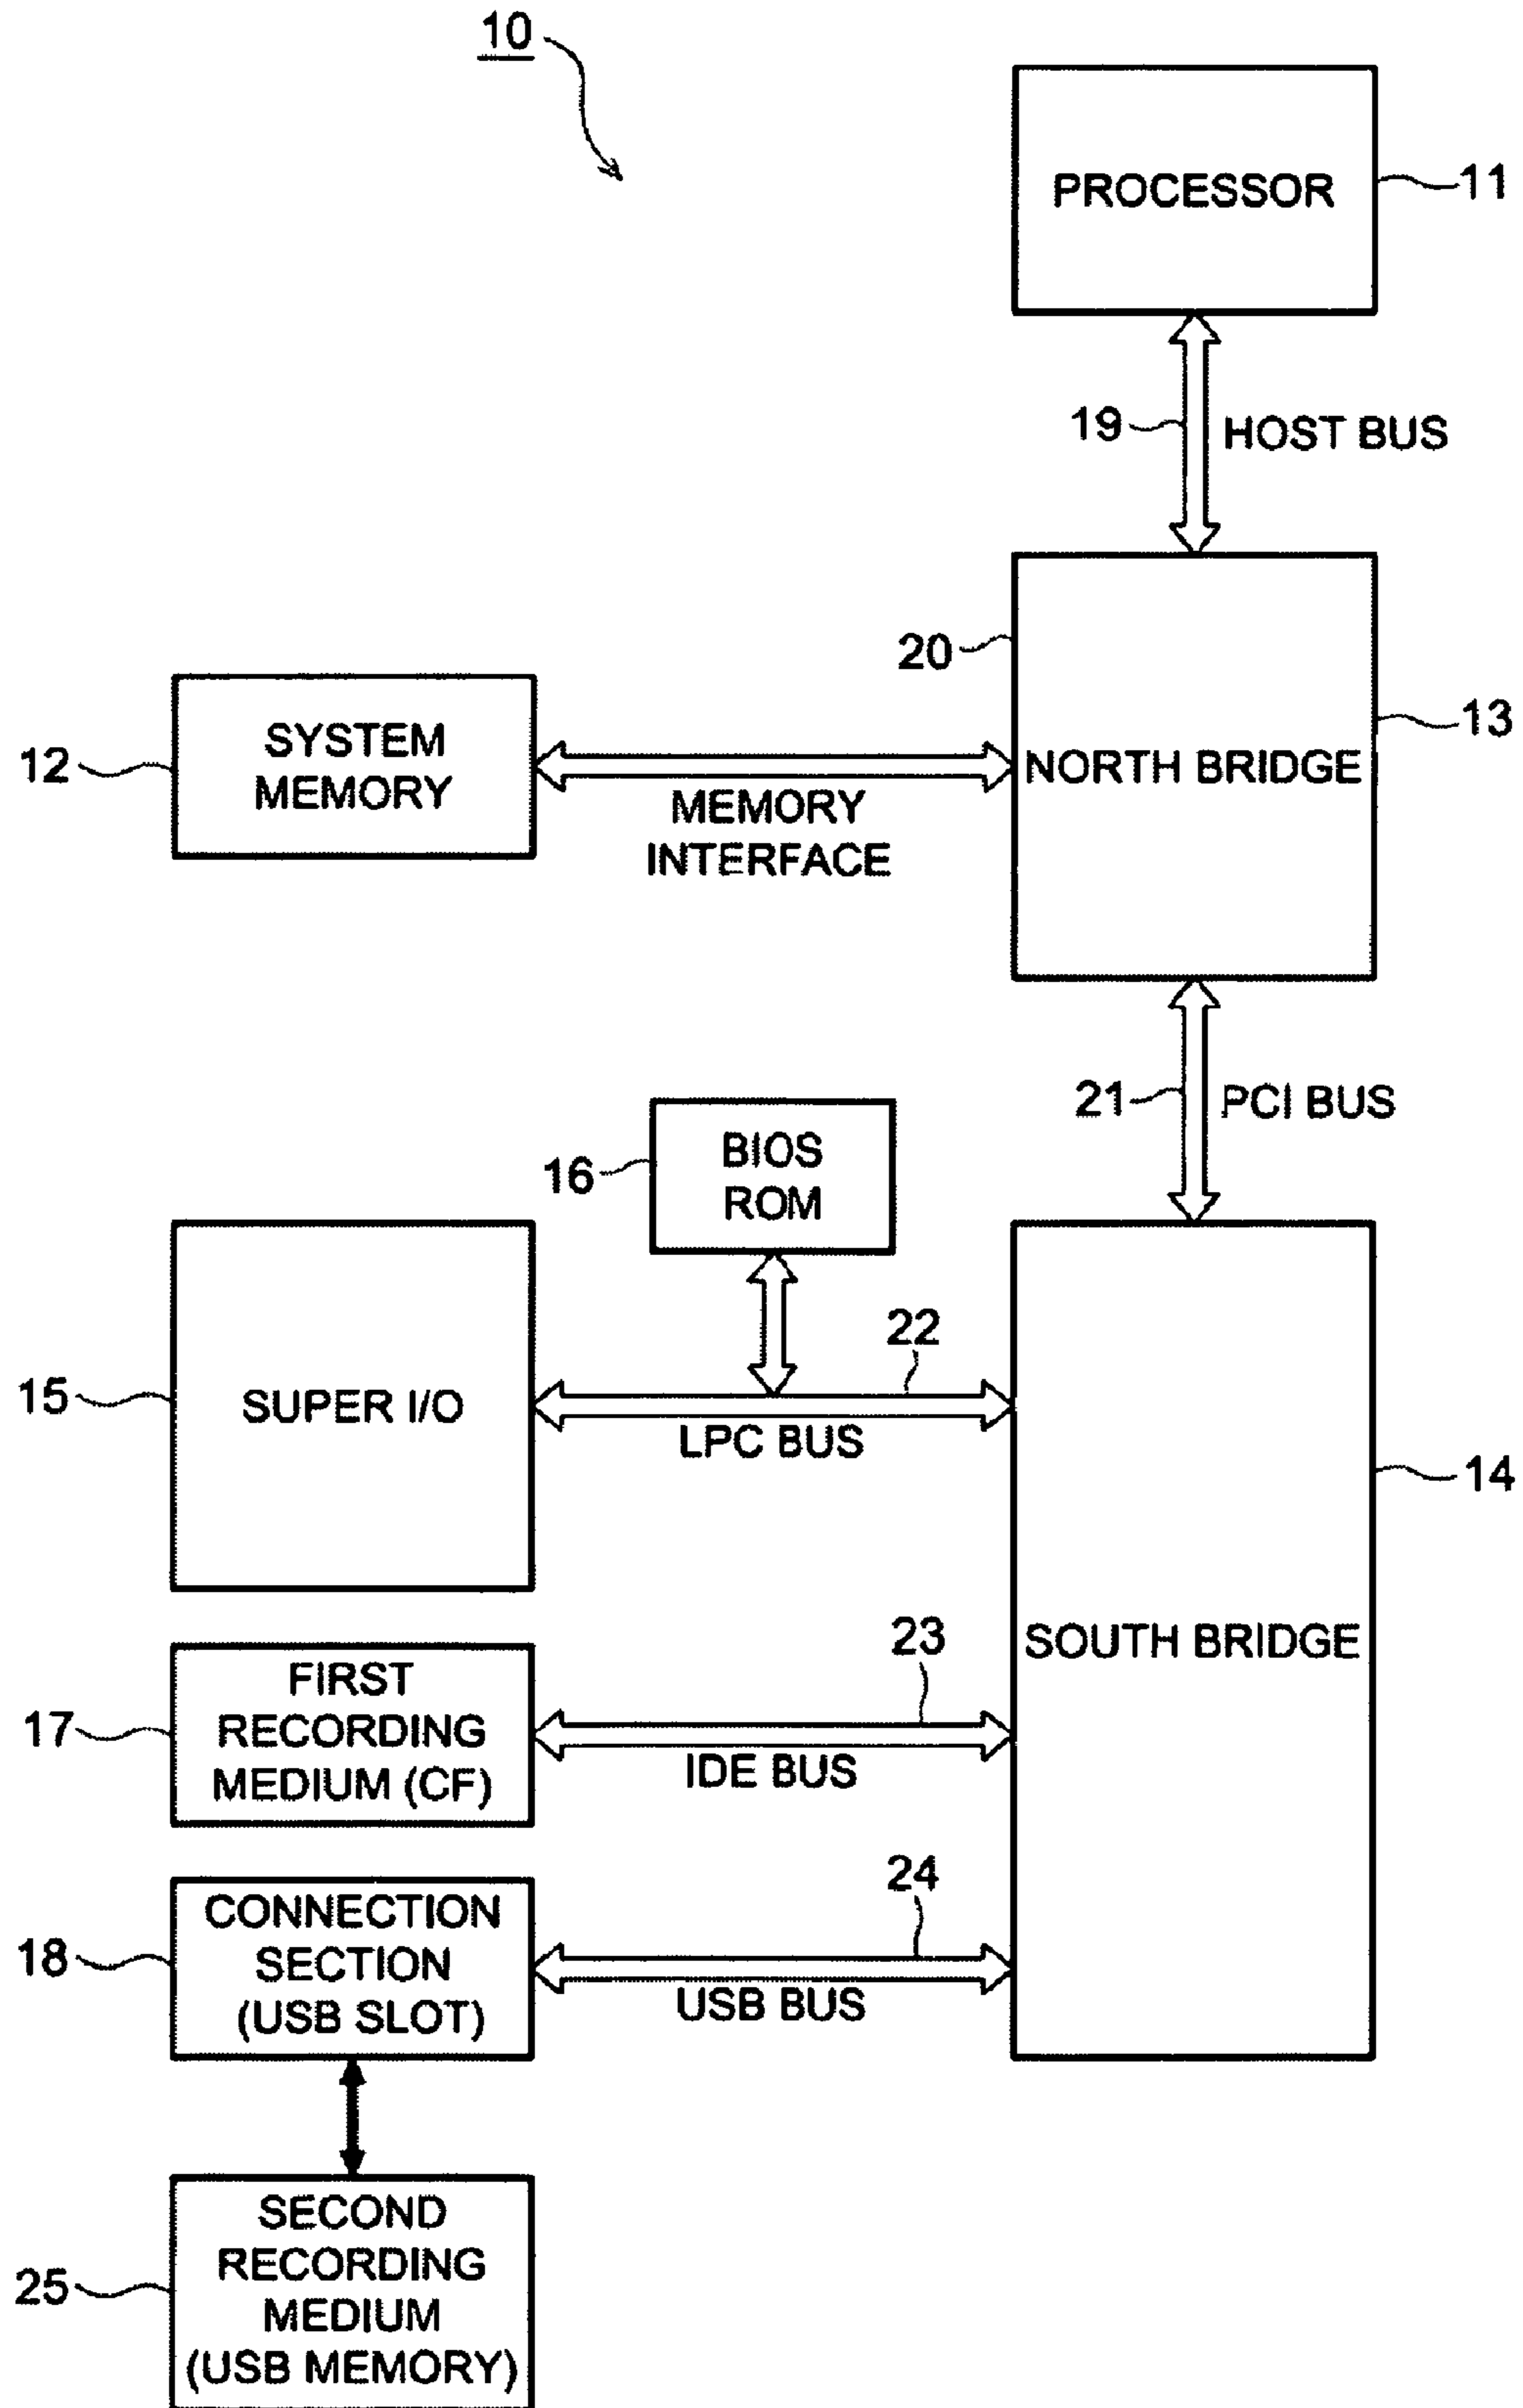 10
PROCESSOR
11
19
HOST BUS
20
13
SYSTEM
MEMORY
12
NORTH BRIDGE
MEMORY
INTERFACE
21
PCI BUS
BIOS
ROM
16
22
15
SUPER I/O
LPC BUS
14
SOUTH BRIDGE
23
FIRST
RECORDING
MEDIUM (CF)
17
IDE BUS
24
CONNECTION
SECTION
(USB SLOT)
18
USB BUS
SECOND
RECORDING
MEDIUM
(USB MEMORY)
25